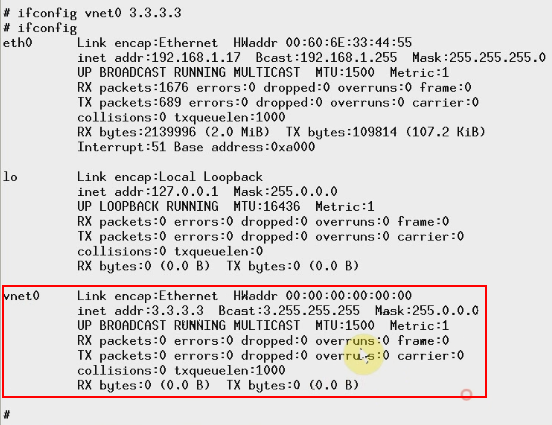 # ifconfig vnet0 3.3.3.3
# ifconfig
eth0 Link encap:Ethernet HWaddr 00:60:6E:33:44:55
inet addr:192.168.1.17 Bcast:192.168.1.255 Mask:255.255.255.0
UP BROADCAST RUNNING MULTICAST MTU:1500 Metric:1
RX packets:1676 errors:0 dropped:0 overruns:0 frame:0
TX packets:689 errors:0 dropped:0 overruns:0 carrier:0
collisions:0 txqueuelen:1000
RX bytes:2139996 (2.0 MiB) TX bytes:109814 (107.2 KiB)
Interrupt:51 Base address:0xa000
lo Link encap:Local Loopback
inet addr:127.0.0.1 Mask:255.0.0.0
UP LOOPBACK RUNNING MTU:16436 Metric:1
RX packets:0 errors:0 dropped:0 overruns:0 frame:0
TX packets:0 errors:0 dropped:0 overruns:0 carrier:0
collisions:0 txqueuelen:0
RX bytes:0 (0.0 B) TX bytes:0 (0.0 B)
vnet0 Link encap:Ethernet HWaddr 00:00:00:00:00:00
inet addr:3.3.3.3 Bcast:3.255.255.255 Mask:255.0.0.0
UP BROADCAST RUNNING MULTICAST MTU:1500 Metric:1
RX packets:0 errors:0 dropped:0 overruns:0 frame:0
TX packets:0 errors:0 dropped:0 overruns:0 carrier:0
collisions:0 txqueuelen:1000
RX bytes:0 (0.0 B) TX bytes:0 (0.0 B)
#